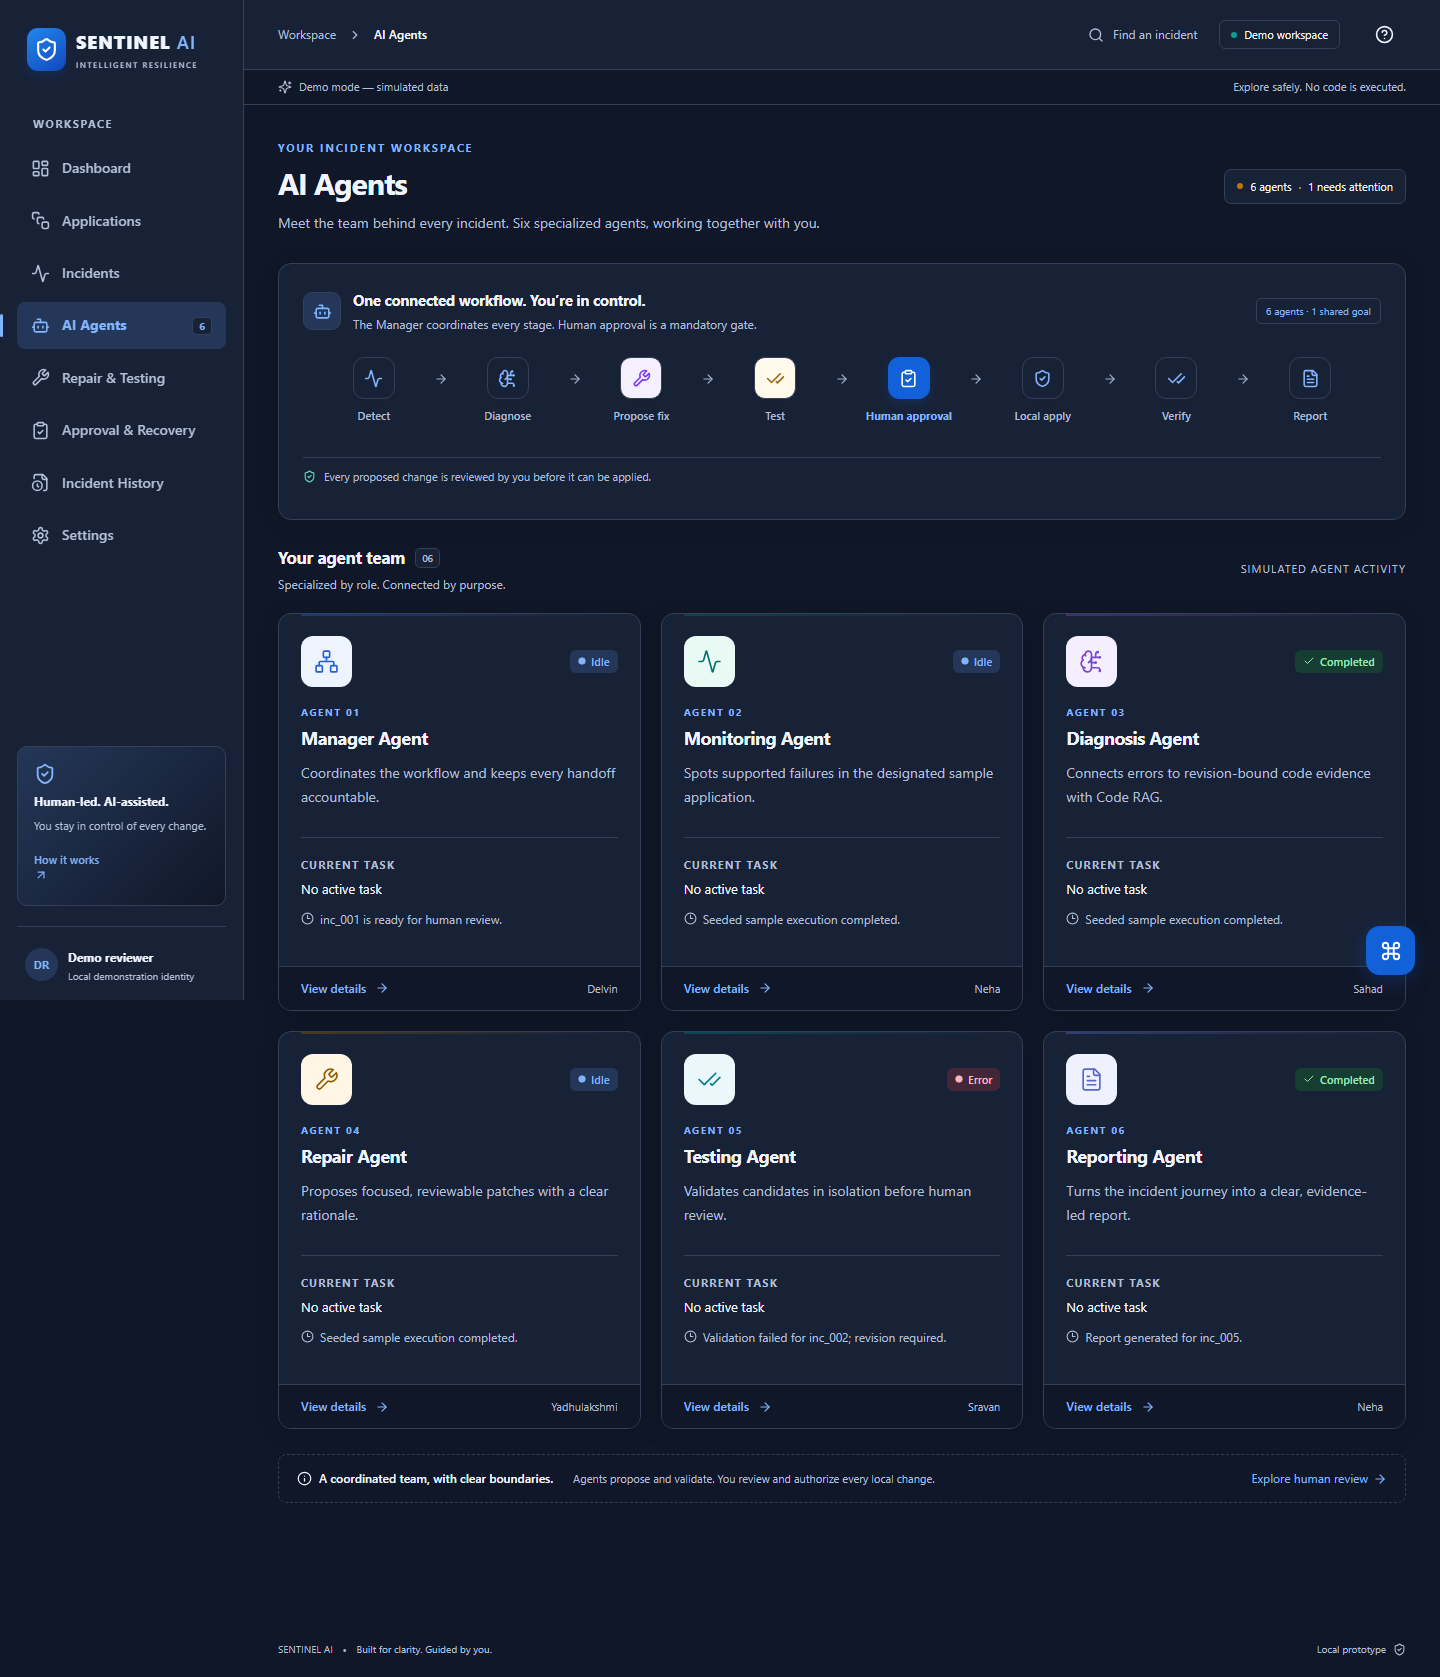 SENTINEL AI
INTELLIGENT RESILIENCE
WORKSPACE
Dashboard
Applications
Incidents
AI Agents 6
Repair & Testing
Approval & Recovery
Incident History
Settings
Human-led. AI-assisted.
You stay in control of every change.
How it works
DR
Demo reviewer
Local demonstration identity
Workspace
AI Agents
Find an incident
Demo workspace
Demo mode — simulated data
Explore safely. No code is executed.
YOUR INCIDENT WORKSPACE
AI Agents
6 agents · 1 needs attention
Meet the team behind every incident. Six specialized agents, working together with you.
One connected workflow. You’re in control.
The Manager coordinates every stage. Human approval is a mandatory gate.
6 agents · 1 shared goal
Detect
Diagnose
Propose fix
Test
Human approval
Local apply
Verify
Report
Every proposed change is reviewed by you before it can be applied.
Your agent team 06
Specialized by role. Connected by purpose.
SIMULATED AGENT ACTIVITY
Idle
AGENT 01
Manager Agent
Coordinates the workflow and keeps every handoff
accountable.
CURRENT TASK
No active task
inc_001 is ready for human review.
View details
Delvin
Idle
AGENT 02
Monitoring Agent
Spots supported failures in the designated sample
application.
CURRENT TASK
No active task
Seeded sample execution completed.
View details
Neha
Completed
AGENT 03
Diagnosis Agent
Connects errors to revision-bound code evidence
with Code RAG.
CURRENT TASK
No active task
Seeded sample execution completed.
View details
Sahad
Idle
AGENT 04
Repair Agent
Proposes focused, reviewable patches with a clear
rationale.
CURRENT TASK
No active task
Seeded sample execution completed.
View details
Yadhulakshmi
Error
AGENT 05
Testing Agent
Validates candidates in isolation before human
review.
CURRENT TASK
No active task
Validation failed for inc_002; revision required.
View details
Sravan
Completed
AGENT 06
Reporting Agent
Turns the incident journey into a clear, evidence-
led report.
CURRENT TASK
No active task
Report generated for inc_005.
View details
Neha
A coordinated team, with clear boundaries.
Agents propose and validate. You review and authorize every local change.
Explore human review
SENTINEL AI • Built for clarity. Guided by you.
Local prototype